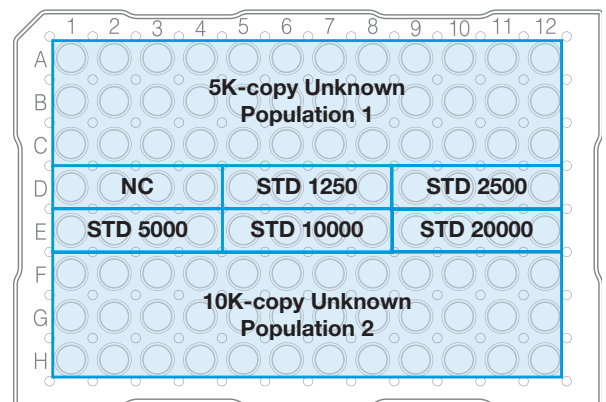 1 2 3 4 5 6 7 8 9 10 11 12
A
5K-copy Unknown
B
Population 1
C
D NC STD 1250 STD 2500
E STD 5000 STD 10000 STD 20000
F
10K-copy Unknown
G
Population 2
H